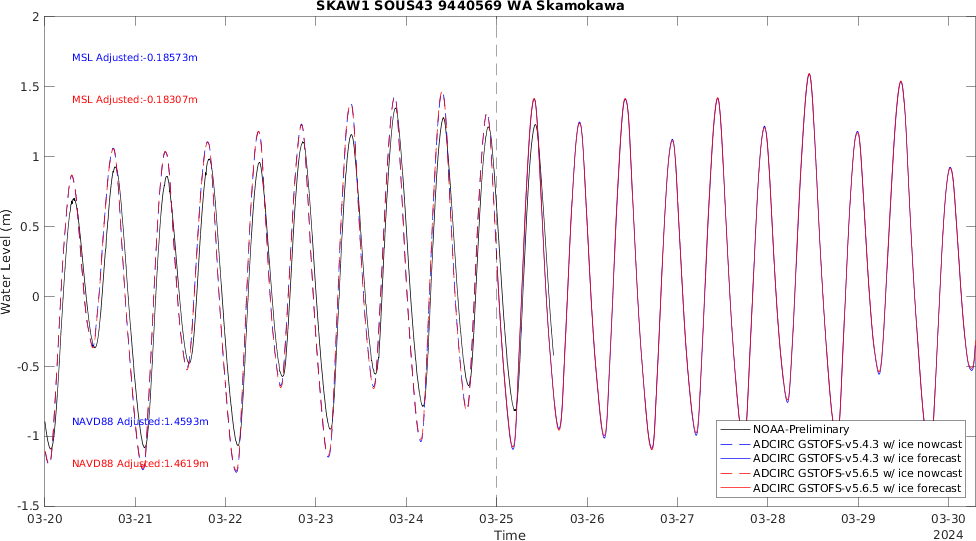 SKAW1 SOUS43 9440569 WA Skamokawa
2
1.5
1
0.5
0
-0.5
-1
-1.5
Water Level (m)
MSL Adjusted:-0.18573m
MSL Adjusted:-0.18307m
NAVD88 Adjusted:1.4593m
NAVD88 Adjusted:1.4619m
NOAA-Preliminary
ADCIRC GSTOFS-v5.4.3 w/ ice nowcast
ADCIRC GSTOFS-v5.4.3 w/ ice forecast
ADCIRC GSTOFS-v5.6.5 w/ ice nowcast
ADCIRC GSTOFS-v5.6.5 w/ ice forecast
03-20 03-21 03-22 03-23 03-24 03-25 03-26 03-27 03-28 03-29 03-30
Time
2024